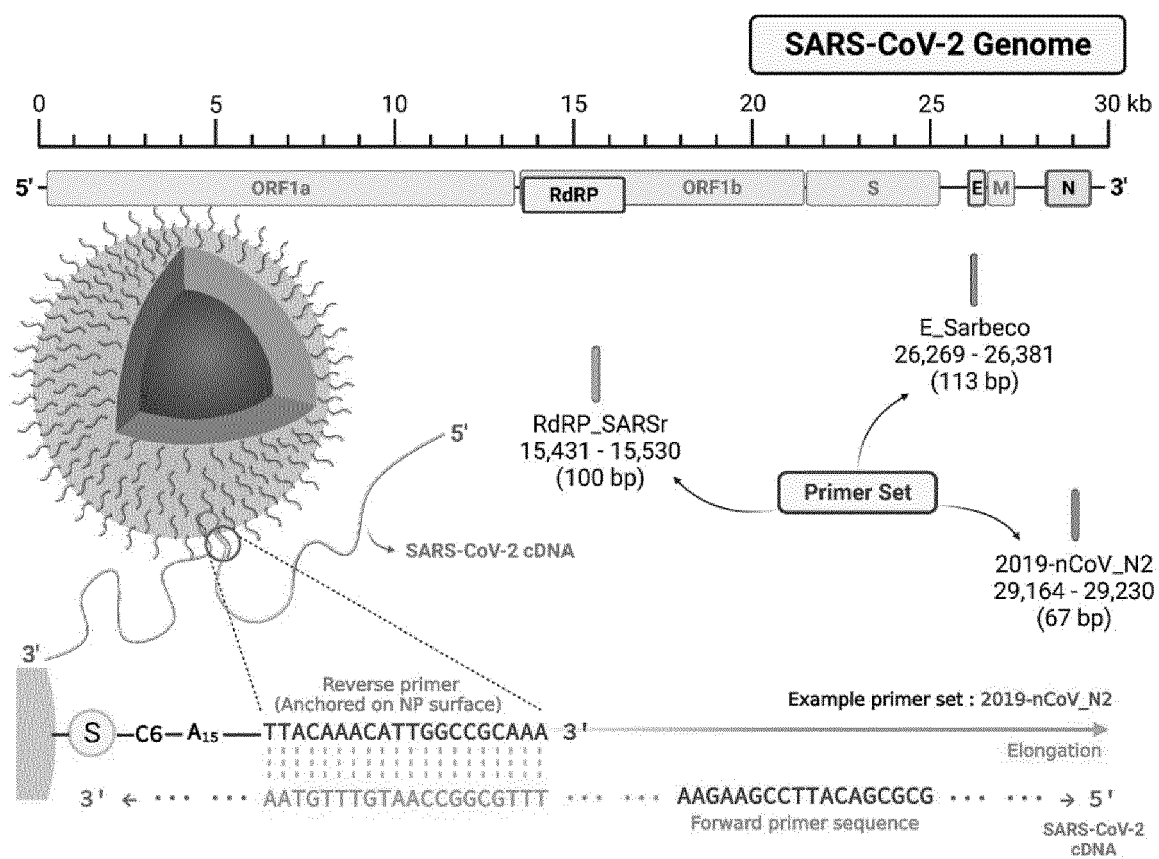 SARS-CoV-2 Genome
0 5 10 15 20 25 30 kb
5' ORF1a RdRP ORF1b S E M N 3'
E_Sarbeco
26,269 - 26,381
(113 bp)
RdRP_SARSr
15,431 - 15,530
(100 bp)
5'
Primer Set
SARS-CoV-2 cDNA
2019-nCoV_N2
29,164 - 29,230
(67 bp)
3'
Reverse primer
(Anchored on NP surface)
Example primer set : 2019-nCoV_N2
S C6 A15 TTACAAACATTGGCCGCAAA 3'
Elongation
3' ← ··· ··· AATGTTTGTAACCGGCGTTT ··· ··· AAGAAGCCTTACAGCGCG ··· ··· → 5'
Forward primer sequence
SARS-CoV-2
cDNA